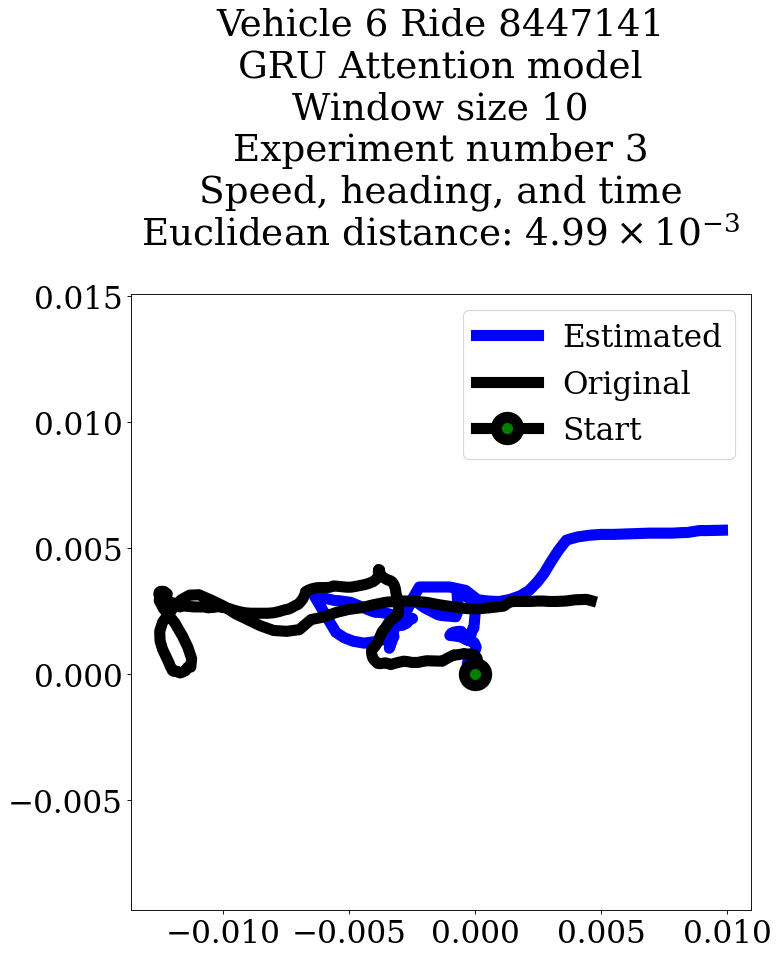 Vehicle 6 Ride 8447141
GRU Attention model
Window size 10
Experiment number 3
Speed, heading, and time
Euclidean distance: 4.99 × 10⁻³
0.015
0.010
0.005
0.000
−0.005
Estimated
Original
Start
−0.010 −0.005 0.000 0.005 0.010